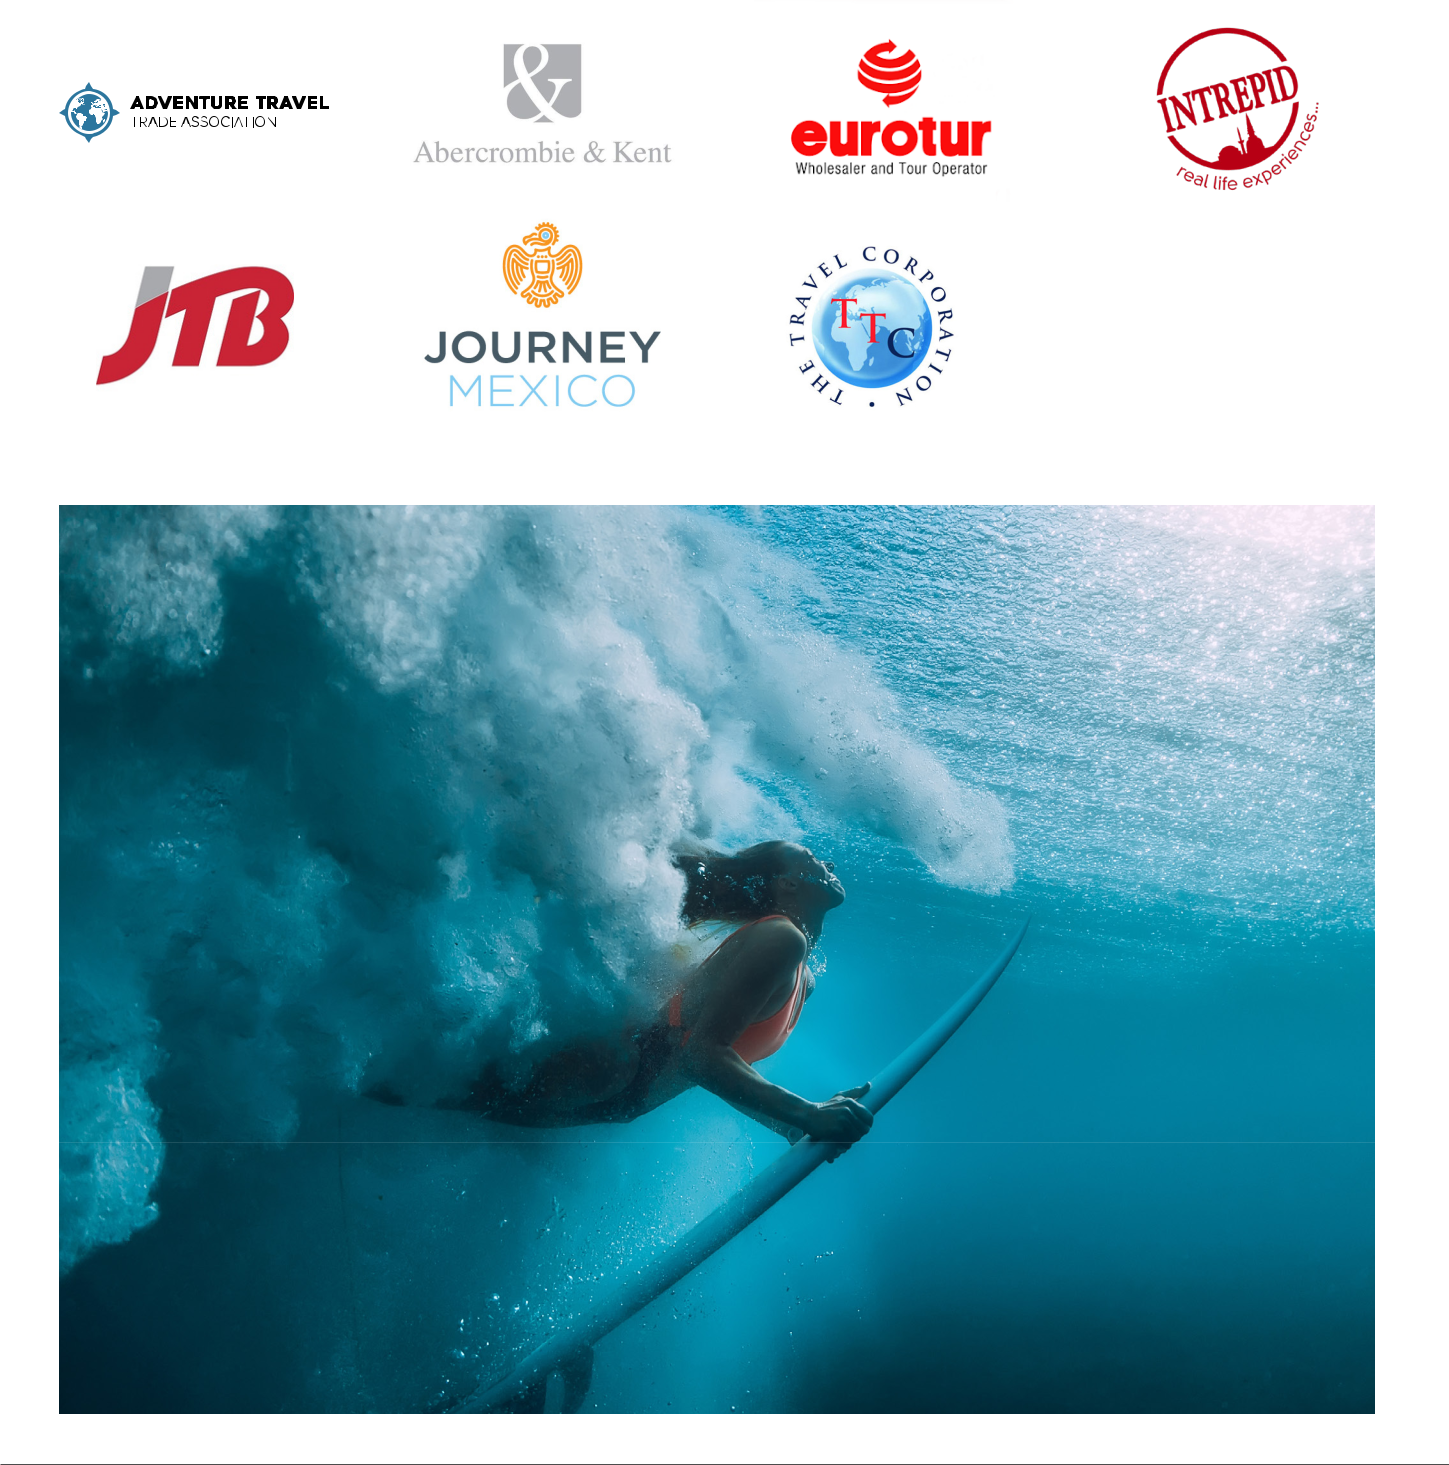 ADVENTURE TRAVEL
TRADE ASSOCIATION
&
Abercrombie & Kent
eurotur
Wholesaler and Tour Operator
INTREPID
real life experiences...
JTB
JOURNEY
MEXICO
THE TRAVEL CORPORATION •
TTC